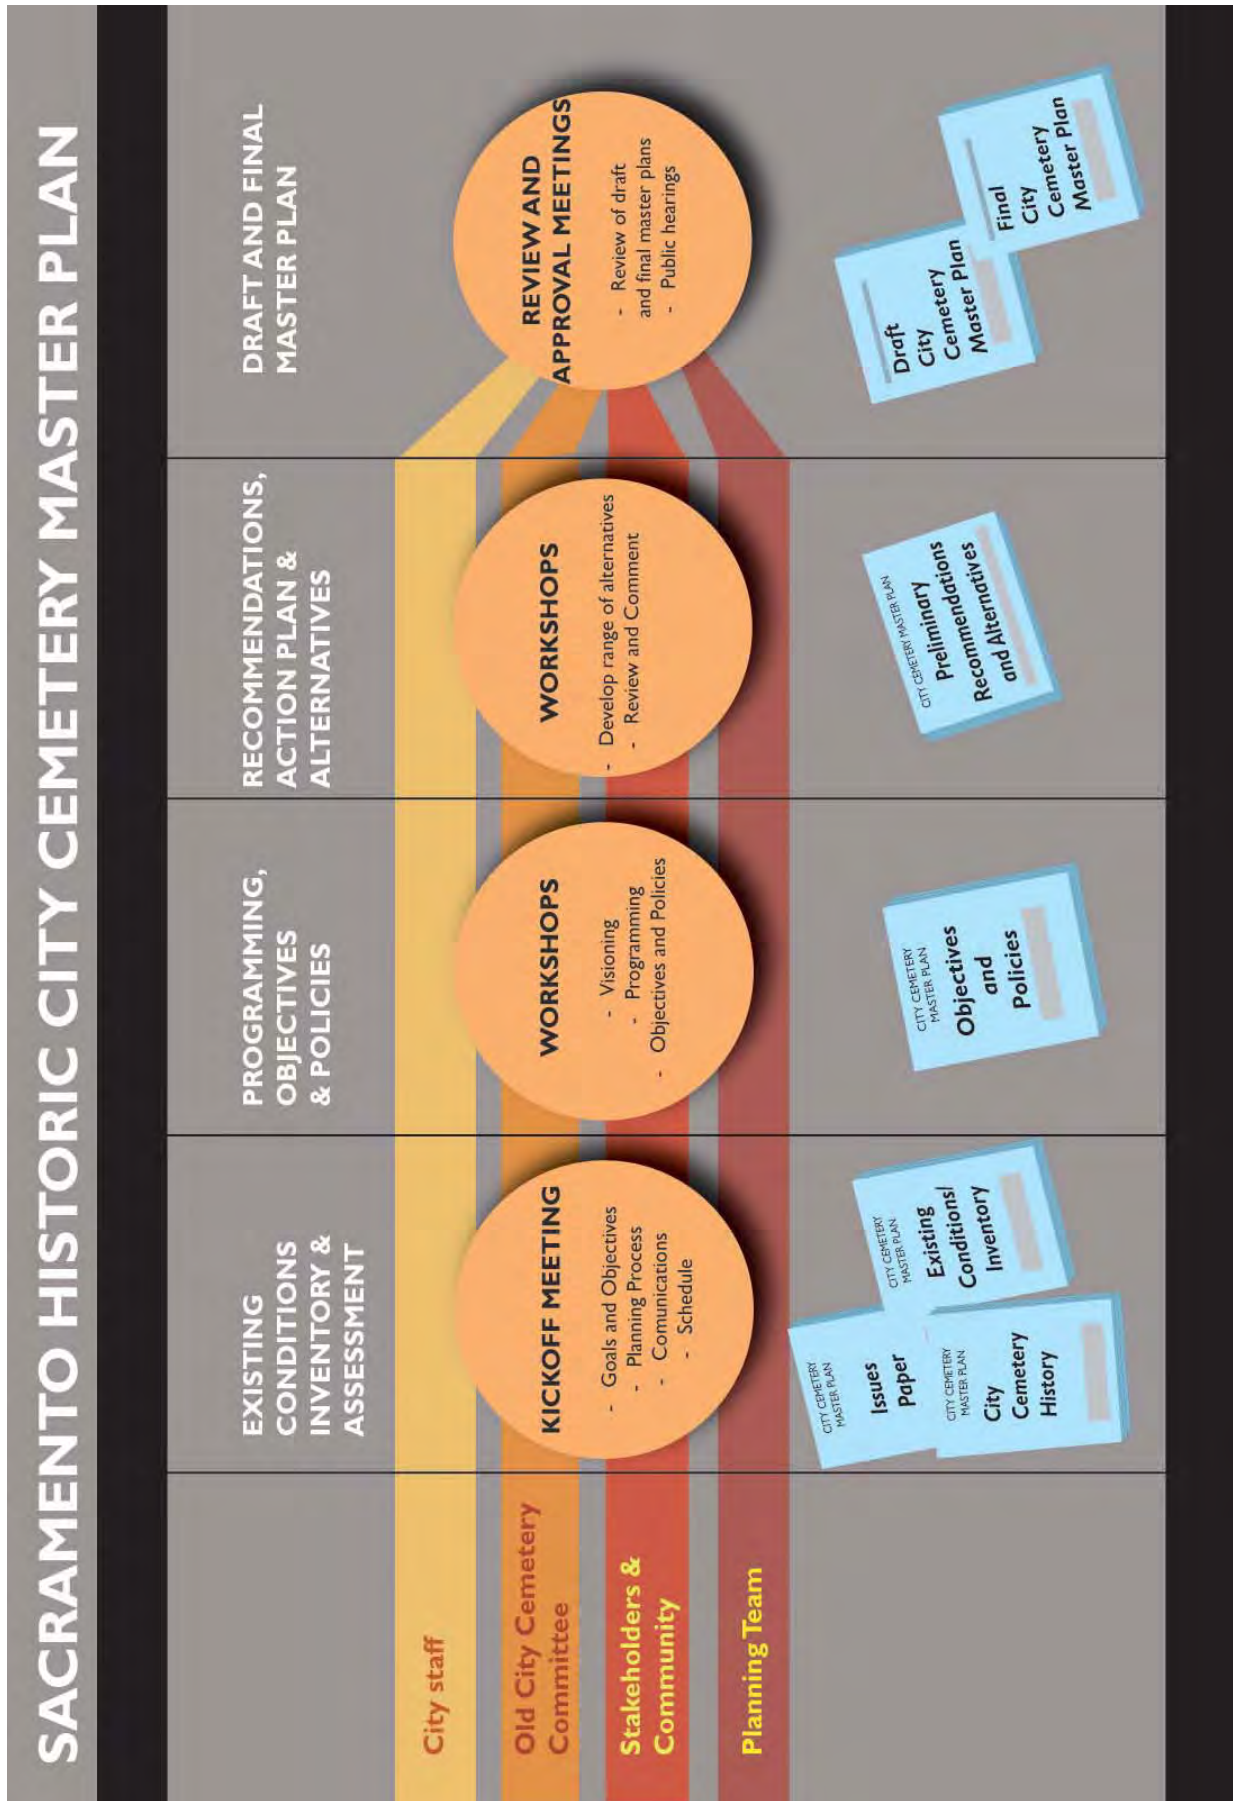 SACRAMENTO HISTORIC CITY CEMETERY MASTER PLAN
EXISTING
CONDITIONS
INVENTORY &
ASSESSMENT
PROGRAMMING,
OBJECTIVES
& POLICIES
RECOMMENDATIONS,
ACTION PLAN &
ALTERNATIVES
DRAFT AND FINAL
MASTER PLAN
City staff
Old City Cemetery
Committee
Stakeholders &
Community
Planning Team
KICKOFF MEETING
- Goals and Objectives
- Planning Process
- Comunications
- Schedule
WORKSHOPS
- Visioning
- Programming
- Objectives and Policies
WORKSHOPS
- Develop range of alternatives
- Review and Comment
REVIEW AND
APPROVAL MEETINGS
- Review of draft
and final master plans
- Public hearings
CITY CEMETERY
MASTER PLAN
Issues
Paper
CITY CEMETERY
MASTER PLAN
City
Cemetery
History
CITY CEMETERY
MASTER PLAN
Existing
Conditions/
Inventory
CITY CEMETERY
MASTER PLAN
Objectives
and
Policies
CITY CEMETERY MASTER PLAN
Preliminary
Recommendations
and Alternatives
Draft
City
Cemetery
Master Plan
Final
City
Cemetery
Master Plan